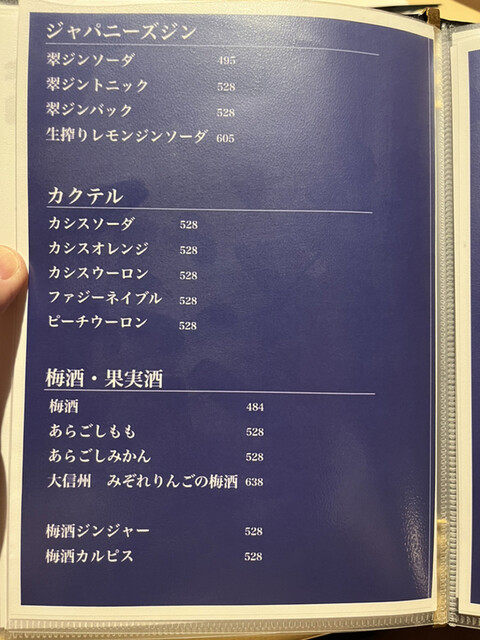 ジャパニーズジン
翠ジンソーダ 495
翠ジントニック 528
翠ジンバック 528
生搾りレモンジンソーダ 605
カクテル
カシスソーダ 528
カシスオレンジ 528
カシスウーロン 528
ファジーネイブル 528
ピーチウーロン 528
梅酒・果実酒
梅酒 484
あらごしもも 528
あらごしみかん 528
大信州 みぞれりんごの梅酒 638
梅酒ジンジャー 528
梅酒カルピス 528